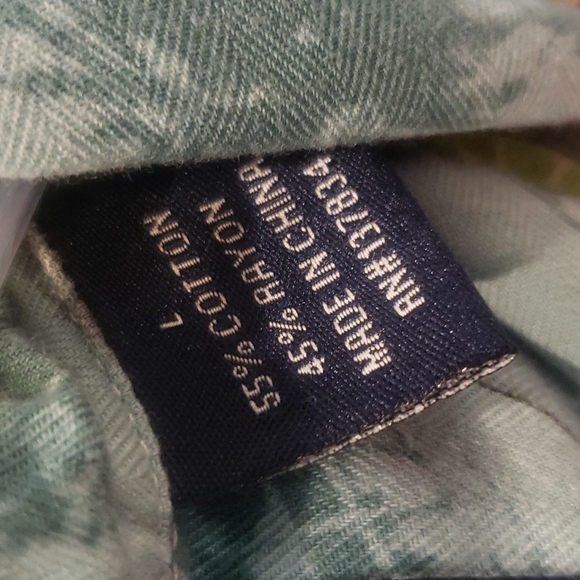 L
55% COTTON
45% RAYON
MADE IN CHINA
RN#137834